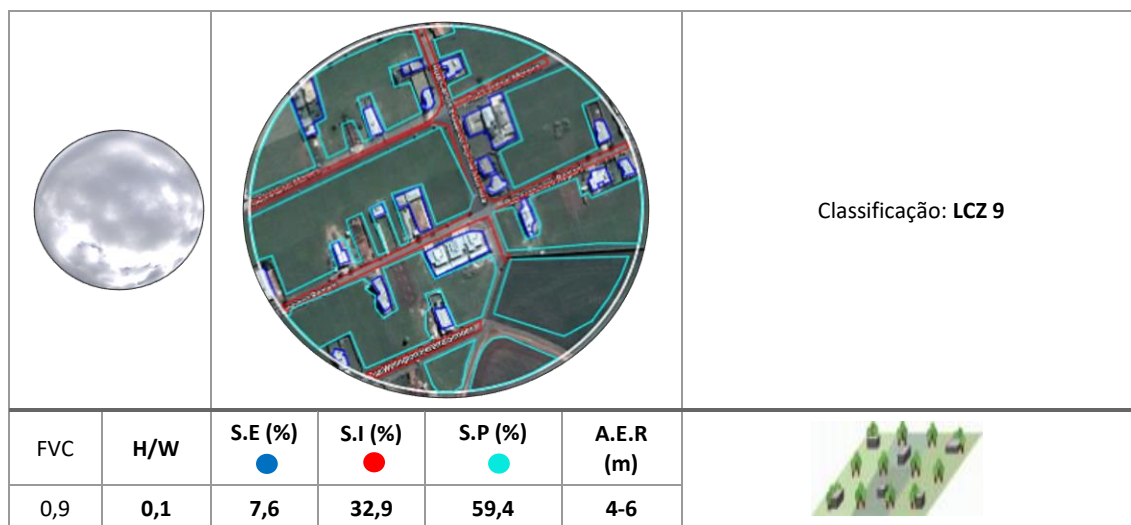 Classificação: LCZ 9
FVC
H/W
S.E (%)
S.I (%)
S.P (%)
A.E.R
(m)
0,9
0,1
7,6
32,9
59,4
4-6